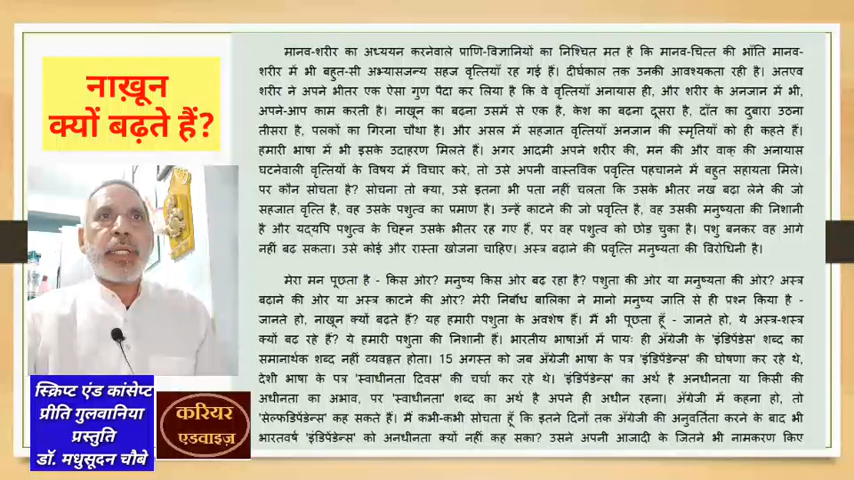 नाख़ून
क्यों बढ़ते हैं?
स्क्रिप्ट एंड कांसेप्ट
प्रीति गुलवानिया
प्रस्तुति
डॉ. मधुसूदन चौबे
करियर
एडवाइज़
मानव-शरीर का अध्ययन करनेवाले प्राणि-विज्ञानियों का निश्चित मत है कि मानव-चित्त की भाँति मानव-
शरीर में भी बहुत-सी अभ्यासजन्य सहज वृत्तियाँ रह गई हैं। दीर्घकाल तक उनकी आवश्यकता रही है। अतएव
शरीर ने अपने भीतर एक ऐसा गुण पैदा कर लिया है कि वे वृत्तियाँ अनायास ही, और शरीर के अनजान में भी,
अपने-आप काम करती है। नाखून का बढना उसमें से एक है, केश का बढना दूसरा है, दाँत का दुबारा उठना
तीसरा है, पलकों का गिरना चौथा है। और असल में सहजात वृत्तियाँ अनजान की स्मृतियाँ को ही कहते हैं।
हमारी भाषा में भी इसके उदाहरण मिलते हैं। अगर आदमी अपने शरीर की, मन की और वाक् की अनायास
घटनेवाली वृत्तियों के विषय में विचार करे, तो उसे अपनी वास्तविक प्रवृत्ति पहचानने में बहुत सहायता मिले।
पर कौन सोचता है? सोचना तो क्या, उसे इतना भी पता नहीं चलता कि उसके भीतर नख बढा लेने की जो
सहजात वृत्ति है, वह उसके पशुत्व का प्रमाण है। उन्हें काटने की जो प्रवृत्ति है, वह उसकी मनुष्यता की निशानी
है और यद्यपि पशुत्व के चिह्न उसके भीतर रह गए हैं, पर वह पशुत्व को छोड चुका है। पशु बनकर वह आगे
नहीं बढ सकता। उसे कोई और रास्ता खोजना चाहिए। अस्त्र बढाने की प्रवृत्ति मनुष्यता की विरोधिनी है।
मेरा मन पूछता है - किस ओर? मनुष्य किस ओर बढ रहा है? पशुता की ओर या मनुष्यता की ओर? अस्त्र
बढाने की ओर या अस्त्र काटने की ओर? मेरी निर्बोध बालिका ने मानो मनुष्य जाति से ही प्रश्न किया है -
जानते हो, नाखून क्यों बढते हैं? यह हमारी पशुता के अवशेष हैं। मैं भी पूछता हूँ - जानते हो, ये अस्त्र-शस्त्र
क्यों बढ रहे हैं? ये हमारी पशुता की निशानी हैं। भारतीय भाषाओं में प्रायः ही अँग्रेजी के 'इंडिपेंडेंस' शब्द का
समानार्थक शब्द नहीं व्यवहृत होता। 15 अगस्त को जब अँग्रेजी भाषा के पत्र 'इंडिपेंडेन्स' की घोषणा कर रहे थे,
देशी भाषा के पत्र 'स्वाधीनता दिवस' की चर्चा कर रहे थे। 'इंडिपेंडेन्स' का अर्थ है अनधीनता या किसी की
अधीनता का अभाव, पर 'स्वाधीनता' शब्द का अर्थ है अपने ही अधीन रहना। अँग्रेजी में कहना हो, तो
'सेल्फडिपेंडेन्स' कह सकते हैं। मैं कभी-कभी सोचता हूँ कि इतने दिनों तक अँग्रेजी की अनुवर्तिता करने के बाद भी
भारतवर्ष 'इंडिपेंडेन्स' को अनधीनता क्यों नहीं कह सका? उसने अपनी आजादी के जितने भी नामकरण किए